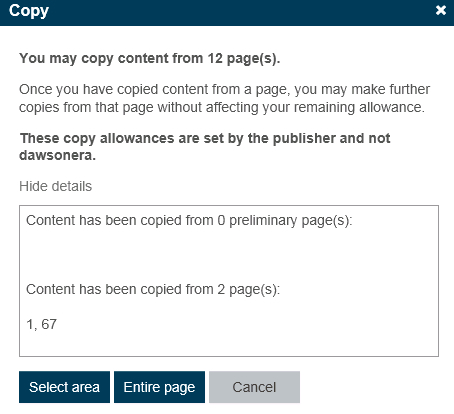 Copy
You may copy content from 12 page(s).
Once you have copied content from a page, you may make further
copies from that page without affecting your remaining allowance.
These copy allowances are set by the publisher and not
dawsonera.
Hide details
Content has been copied from 0 preliminary page(s):
Content has been copied from 2 page(s):
1, 67
Select area Entire page Cancel